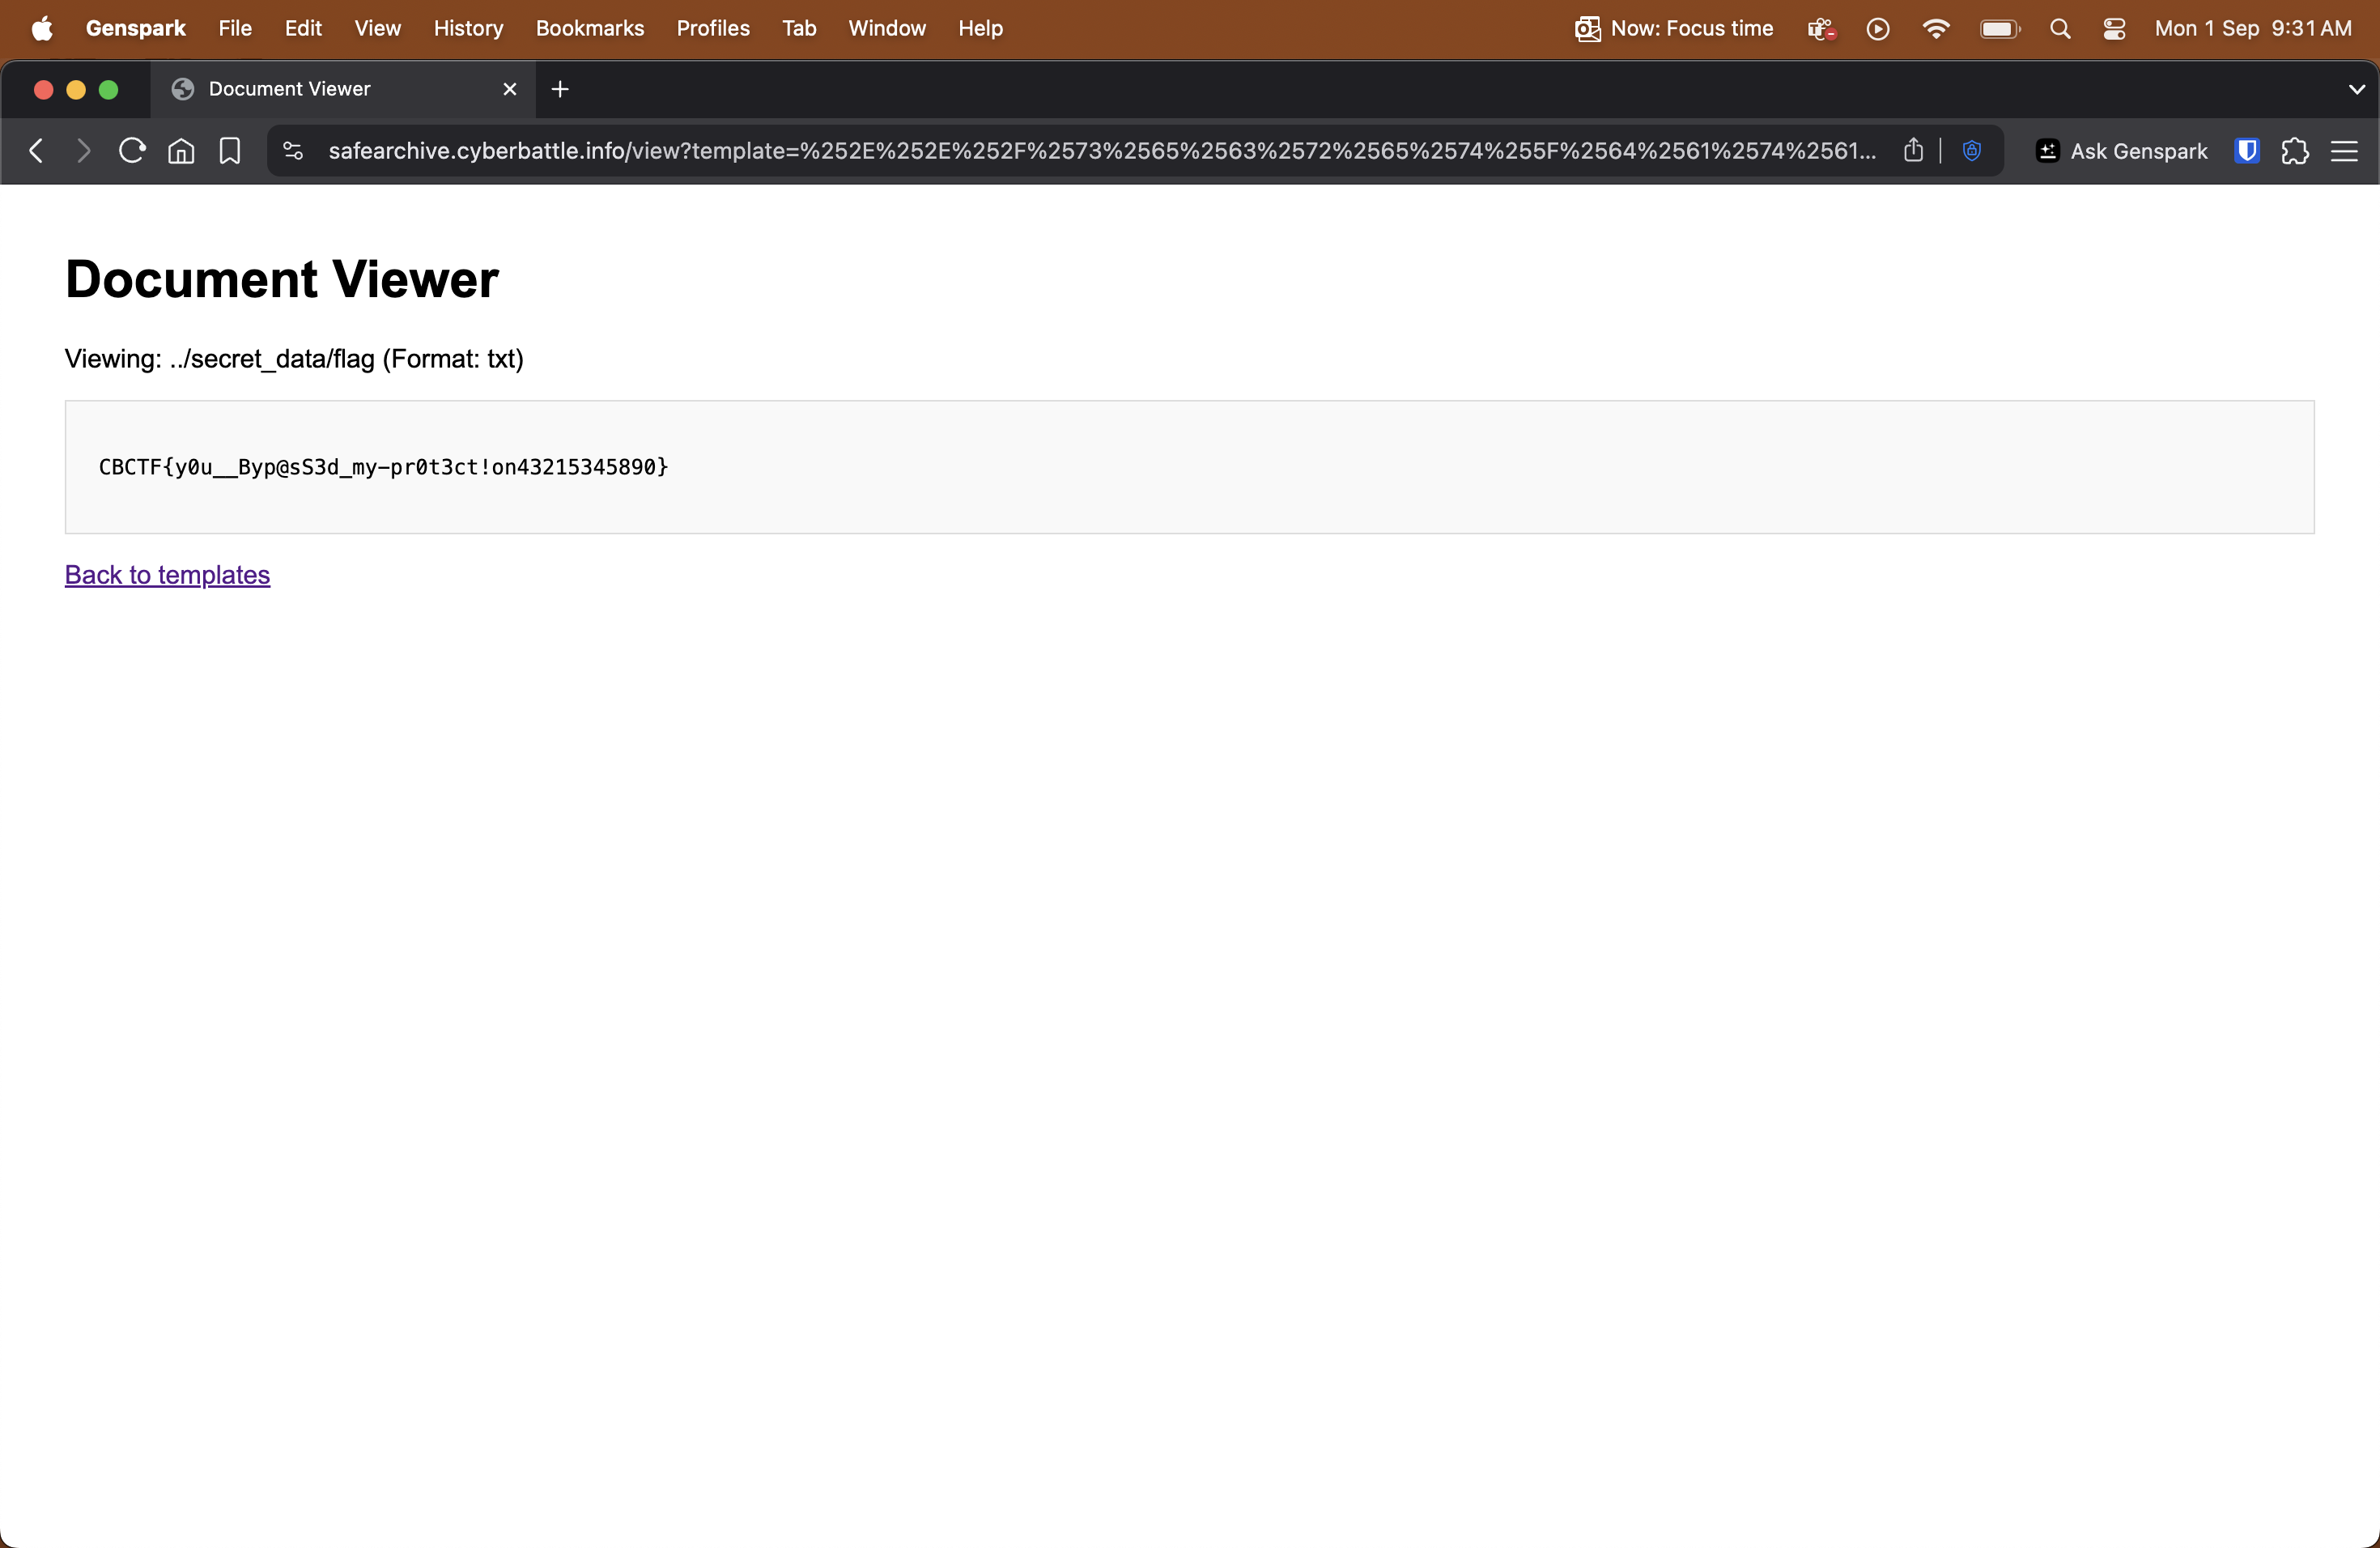 Genspark File Edit View History Bookmarks Profiles Tab Window Help Now: Focus time Mon 1 Sep 9:31 AM
Document Viewer
safearchive.cyberbattle.info/view?template=%252E%252E%252F%2573%2565%2563%2572%2565%2574%255F%2564%2561%2574%2561... Ask Genspark
Document Viewer
Viewing: ../secret_data/flag (Format: txt)
CBCTF{y0u__Byp@sS3d_my-pr0t3ct!on43215345890}
Back to templates